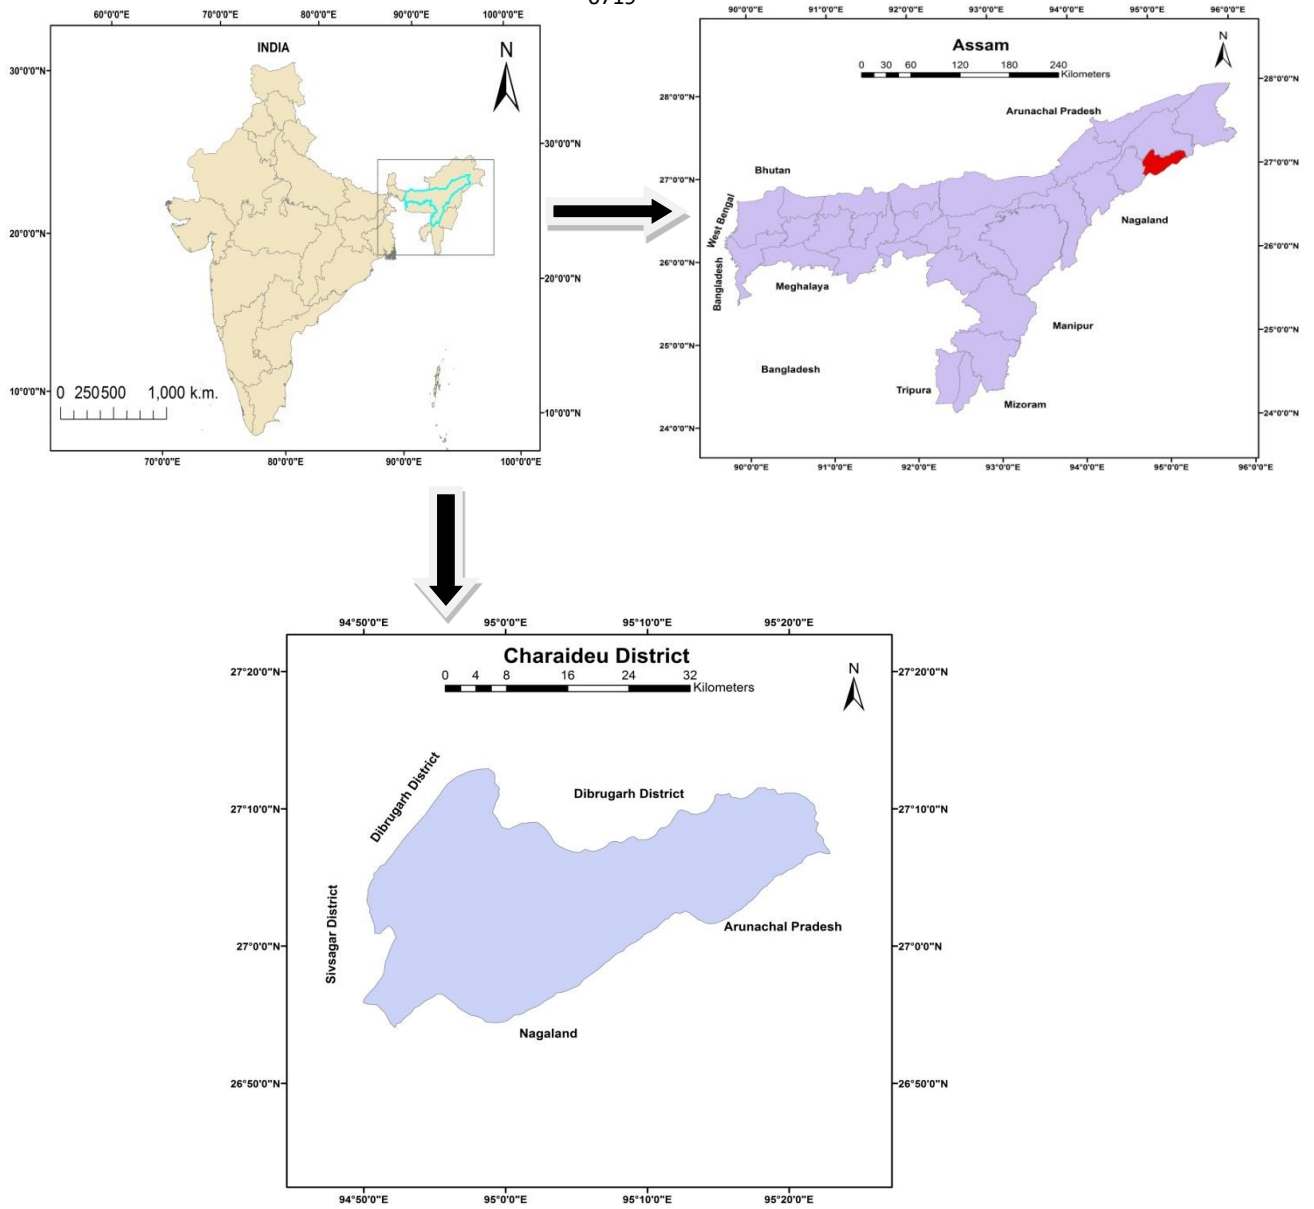 6719
60°0'0"E 70°0'0"E 80°0'0"E 90°0'0"E 100°0'0"E
INDIA
N
30°0'0"N
20°0'0"N
10°0'0"N
30°0'0"N
20°0'0"N
10°0'0"N
0 250500 1,000 k.m.
70°0'0"E 80°0'0"E 90°0'0"E 100°0'0"E
90°0'0"E 91°0'0"E 92°0'0"E 93°0'0"E 94°0'0"E 95°0'0"E 96°0'0"E
Assam
N
0 30 60 120 180 240
Kilometers
28°0'0"N
27°0'0"N
26°0'0"N
25°0'0"N
24°0'0"N
28°0'0"N
27°0'0"N
26°0'0"N
25°0'0"N
24°0'0"N
Arunachal Pradesh
Bhutan
West Bengal
Nagaland
Bangladesh
Meghalaya
Manipur
Bangladesh
Tripura
Mizoram
90°0'0"E 91°0'0"E 92°0'0"E 93°0'0"E 94°0'0"E 95°0'0"E 96°0'0"E
94°50'0"E 95°0'0"E 95°10'0"E 95°20'0"E
Charaideu District
N
0 4 8 16 24 32
Kilometers
27°20'0"N
27°10'0"N
27°0'0"N
26°50'0"N
27°20'0"N
27°10'0"N
27°0'0"N
26°50'0"N
Dibrugarh District
Dibrugarh District
Sivsagar District
Arunachal Pradesh
Nagaland
94°50'0"E 95°0'0"E 95°10'0"E 95°20'0"E